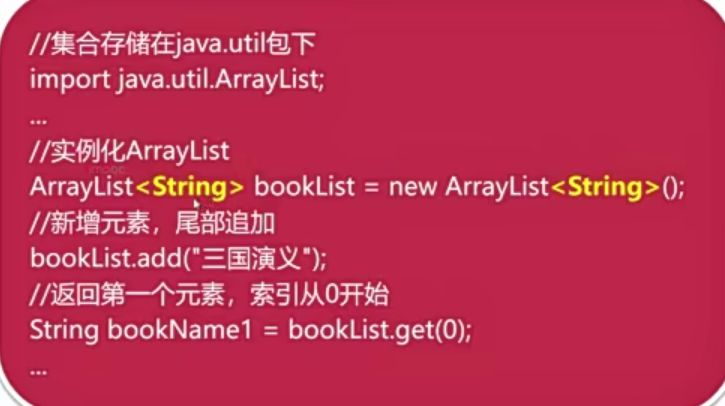 //集合存储在java.util包下
import java.util.ArrayList;
...
//实例化ArrayList
ArrayList<String> bookList = new ArrayList<String>();
//新增元素，尾部追加
bookList.add("三国演义");
//返回第一个元素，索引从0开始
String bookName1 = bookList.get(0);
...